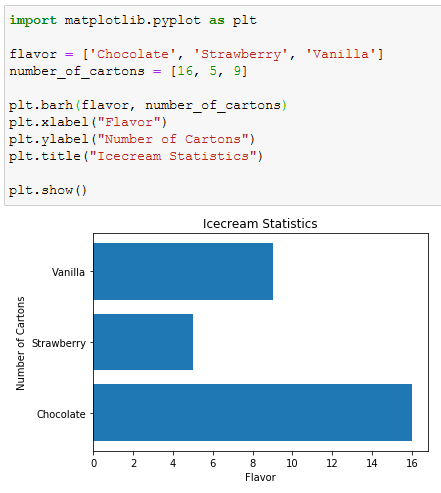 import matplotlib.pyplot as plt
flavor = ['Chocolate', 'Strawberry', 'Vanilla']
number_of_cartons = [16, 5, 9]
plt.barh(flavor, number_of_cartons)
plt.xlabel("Flavor")
plt.ylabel("Number of Cartons")
plt.title("Icecream Statistics")
plt.show()
Icecream Statistics
Number of Cartons
Vanilla
Strawberry
Chocolate
0 2 4 6 8 10 12 14 16
Flavor